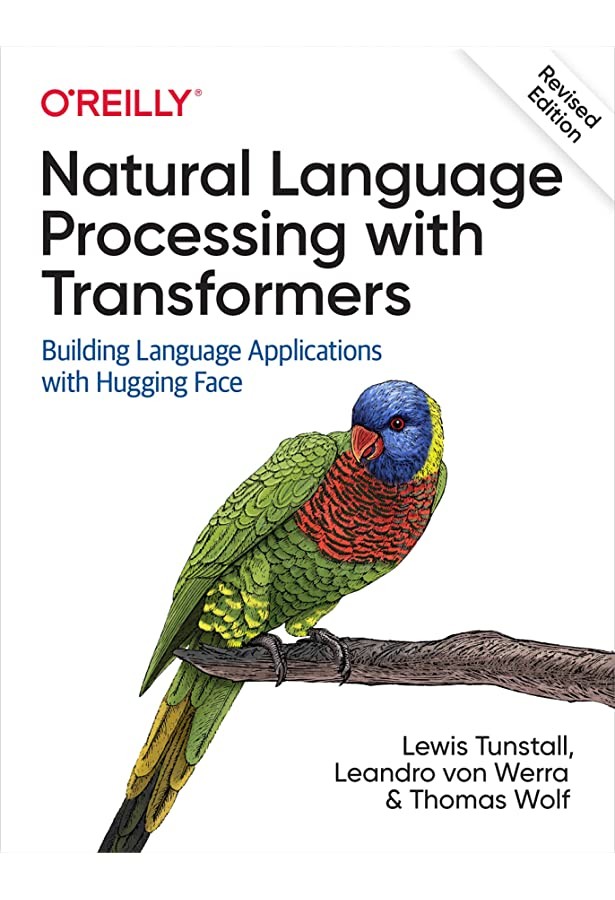 O'REILLY®
Revised
Edition
Natural Language
Processing with
Transformers
Building Language Applications
with Hugging Face
Lewis Tunstall,
Leandro von Werra
& Thomas Wolf